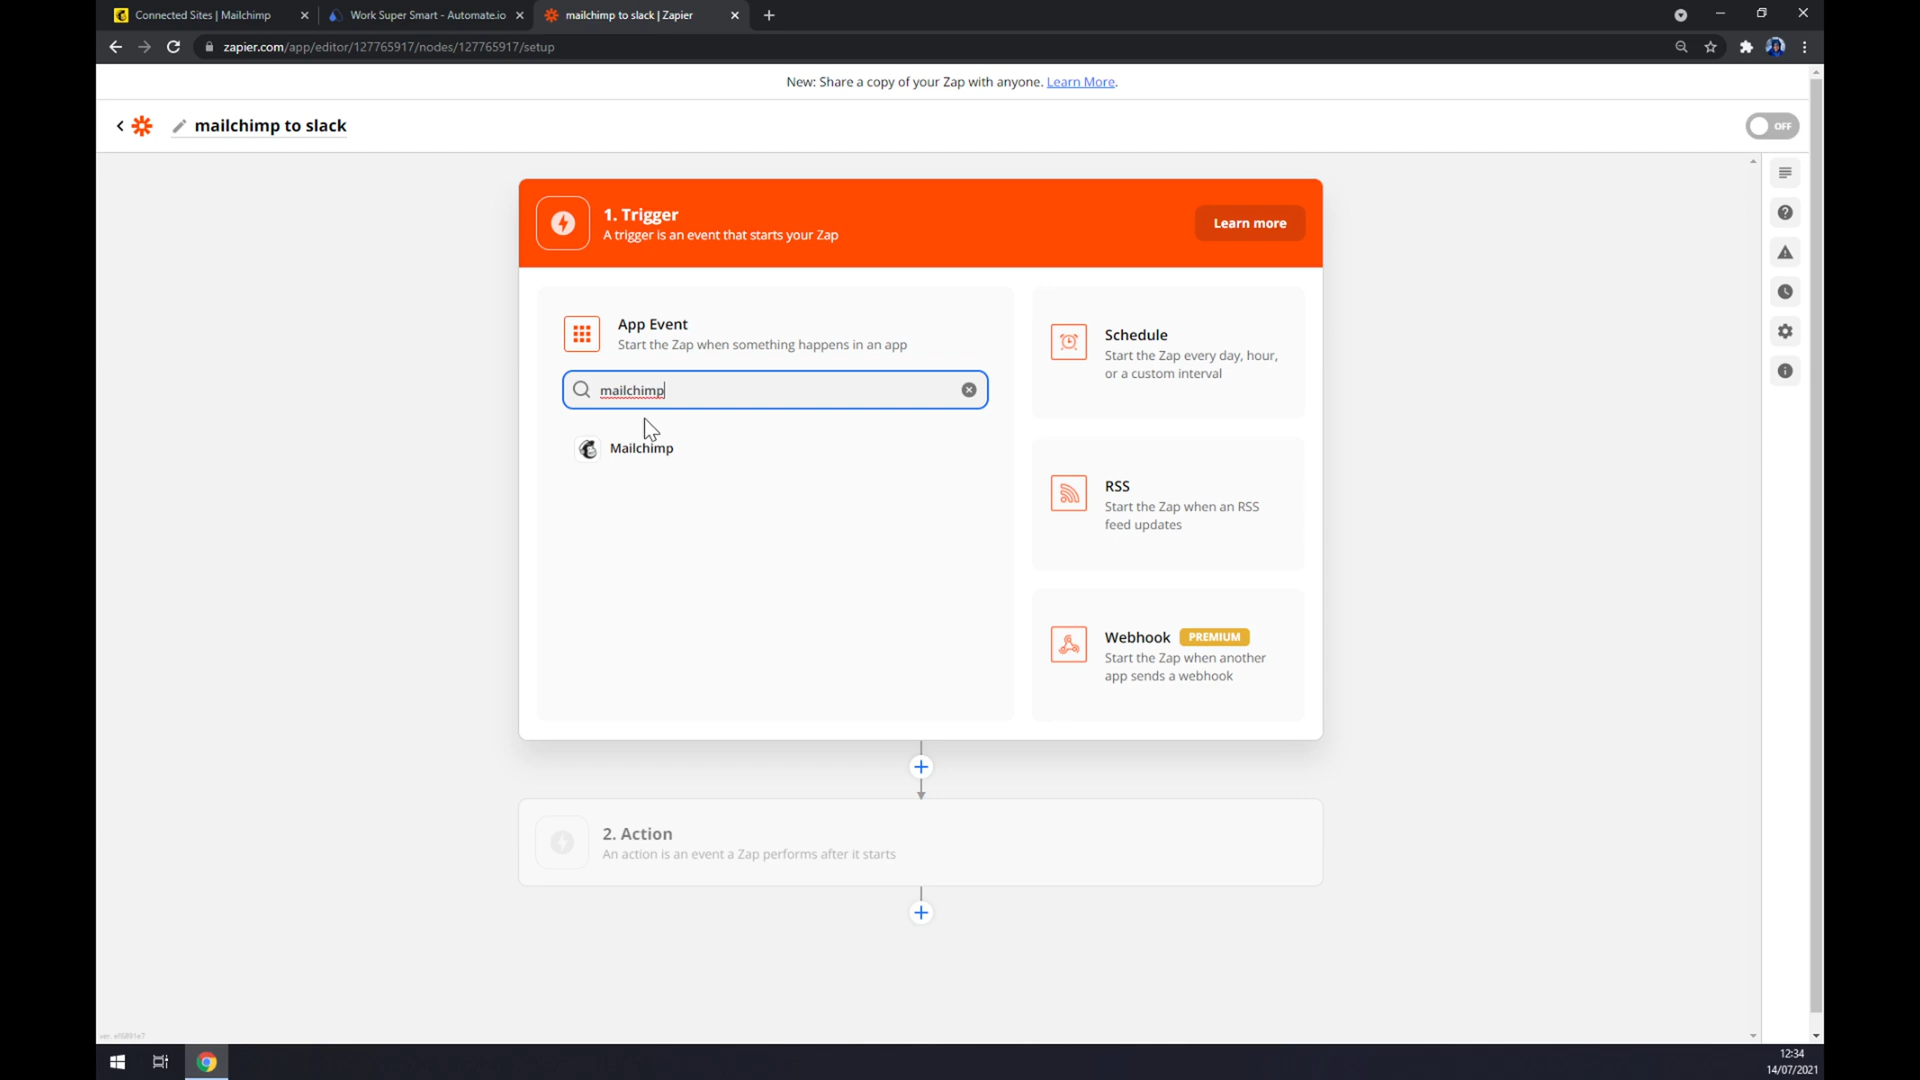 Connected Sites | Mailchimp
Work Super Smart - Automate.io
mailchimp to slack | Zapier
zapier.com/app/editor/127765917/nodes/127765917/setup
New: Share a copy of your Zap with anyone. Learn More.
mailchimp to slack
OFF
1. Trigger
A trigger is an event that starts your Zap
Learn more
App Event
Start the Zap when something happens in an app
mailchimp
Mailchimp
Schedule
Start the Zap every day, hour,
or a custom interval
RSS
Start the Zap when an RSS
feed updates
Webhook PREMIUM
Start the Zap when another
app sends a webhook
2. Action
An action is an event a Zap performs after it starts
12:34
14/07/2021